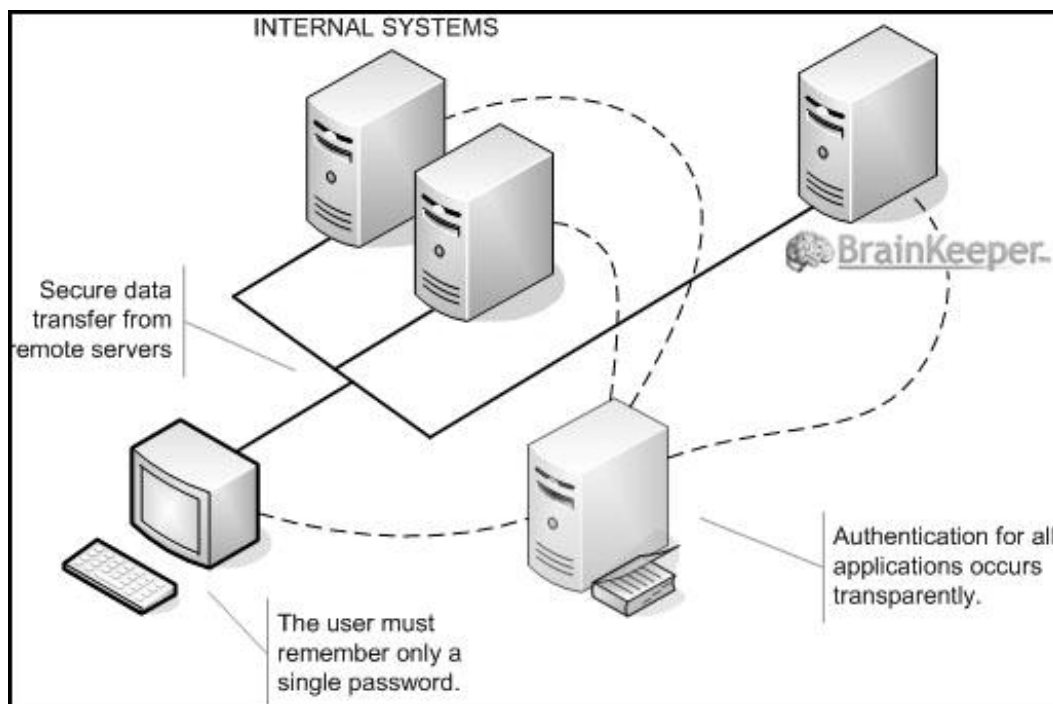 INTERNAL SYSTEMS
BrainKeeper
Secure data
transfer from
remote servers
Authentication for all
applications occurs
transparently.
The user must
remember only a
single password.